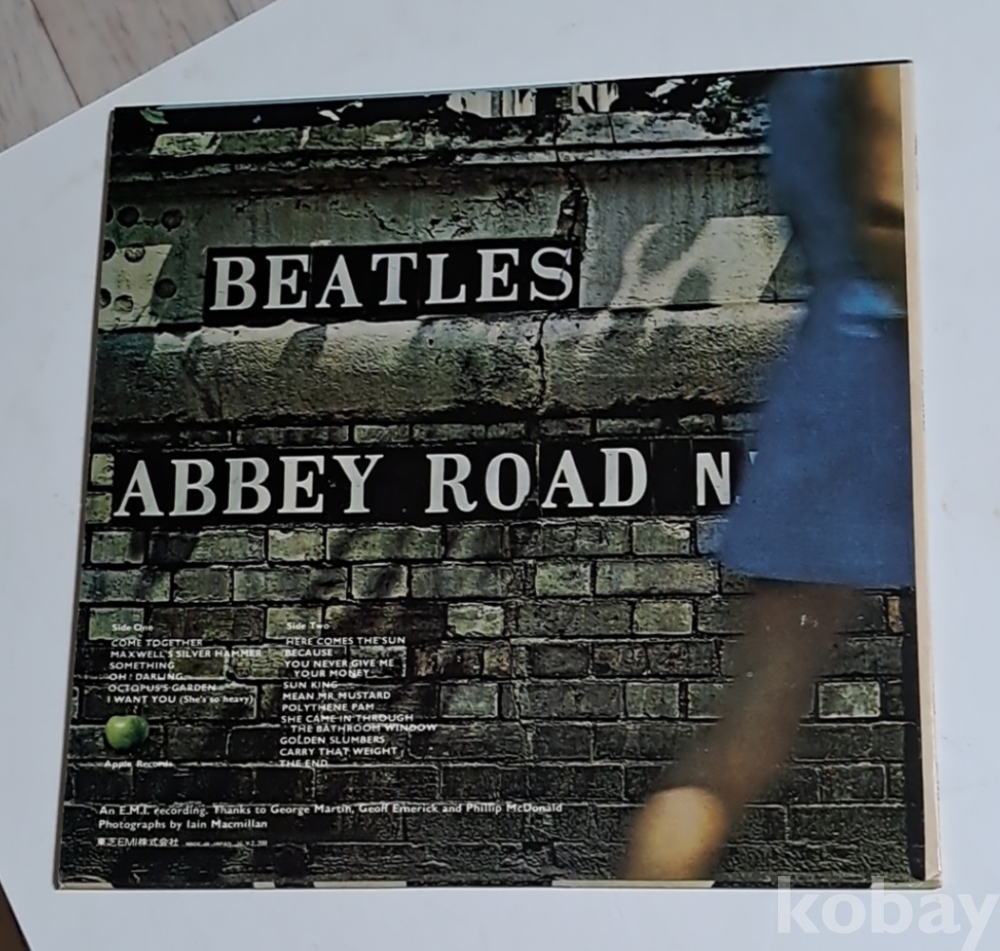 BEATLES
ABBEY ROAD N
Side One
COME TOGETHER
MAXWELL'S SILVER HAMMER
SOMETHING
OH! DARLING
OCTOPUS'S GARDEN
I WANT YOU (She's so heavy)
Apple Records
Side Two
HERE COMES THE SUN
BECAUSE
YOU NEVER GIVE ME
YOUR MONEY
SUN KING
MEAN MR MUSTARD
POLYTHENE PAM
SHE CAME IN THROUGH
THE BATHROOM WINDOW
GOLDEN SLUMBERS
CARRY THAT WEIGHT
THE END
An E.M.I. recording. Thanks to George Martin, Geoff Emerick and Phillip McDonald
Photographs by Iain Macmillan
東芝EMI株式会社
kobay